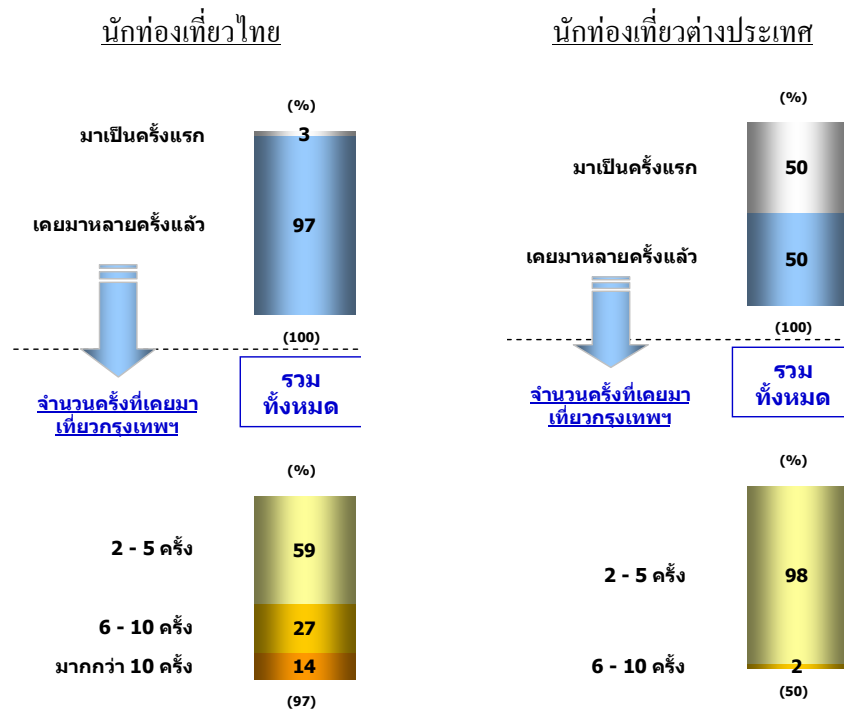 นักท่องเที่ยวไทย
(%)
มาเป็นครั้งแรก
3
เคยมาหลายครั้งแล้ว
97
(100)
รวม
ทั้งหมด
จำนวนครั้งที่เคยมา
เที่ยวกรุงเทพฯ
(%)
2 - 5 ครั้ง
59
6 - 10 ครั้ง
27
มากกว่า 10 ครั้ง
14
(97)
นักท่องเที่ยวต่างประเทศ
(%)
มาเป็นครั้งแรก
50
เคยมาหลายครั้งแล้ว
50
(100)
รวม
ทั้งหมด
จำนวนครั้งที่เคยมา
เที่ยวกรุงเทพฯ
(%)
2 - 5 ครั้ง
98
6 - 10 ครั้ง
2
(50)